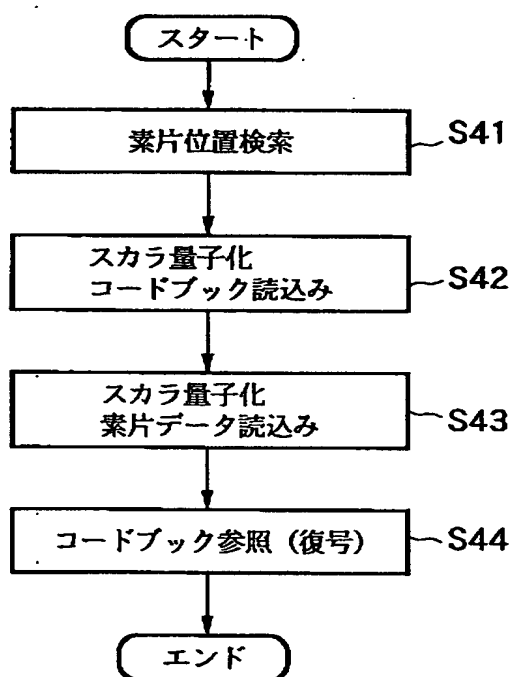 スタート
素片位置検索
S41
スカラ量子化
コードブック読込み
S42
スカラ量子化
素片データ読込み
S43
コードブック参照（復号）
S44
エンド